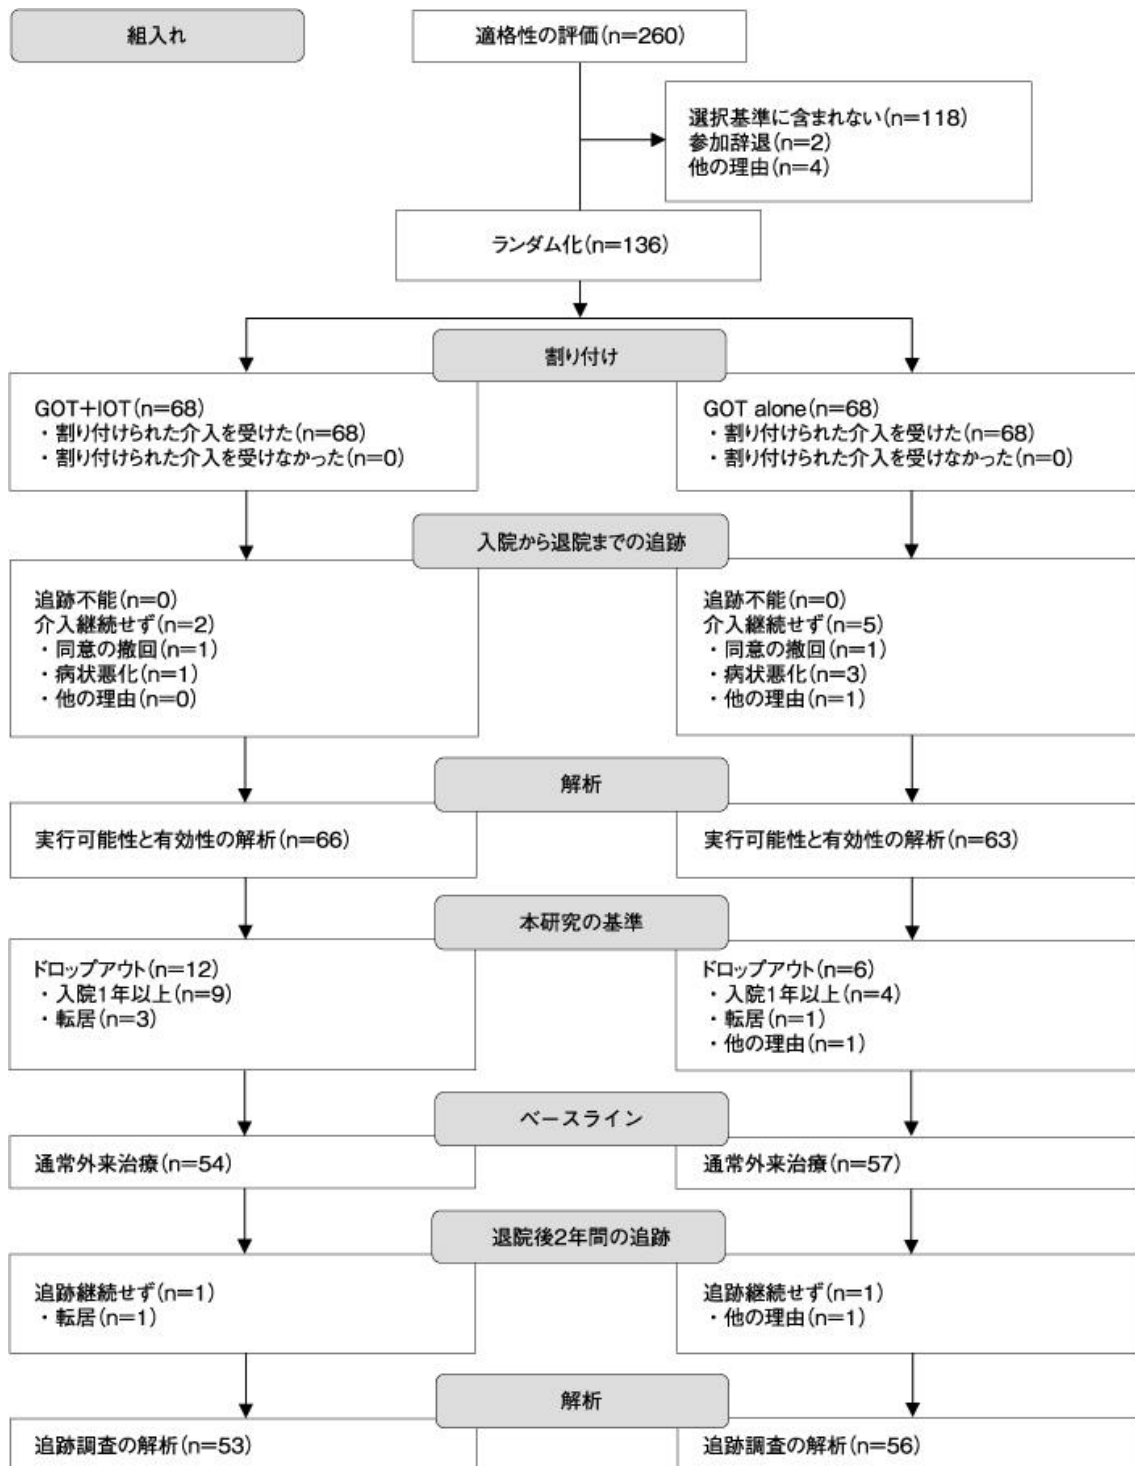 組入れ
適格性の評価(n=260)
選択基準に含まれない(n=118)
参加辞退(n=2)
他の理由(n=4)
ランダム化(n=136)
割り付け
GOT+IOT(n=68)
・割り付けられた介入を受けた(n=68)
・割り付けられた介入を受けなかった(n=0)
GOT alone(n=68)
・割り付けられた介入を受けた(n=68)
・割り付けられた介入を受けなかった(n=0)
入院から退院までの追跡
追跡不能(n=0)
介入継続せず(n=2)
・同意の撤回(n=1)
・病状悪化(n=1)
・他の理由(n=0)
追跡不能(n=0)
介入継続せず(n=5)
・同意の撤回(n=1)
・病状悪化(n=3)
・他の理由(n=1)
解析
実行可能性と有効性の解析(n=66)
実行可能性と有効性の解析(n=63)
本研究の基準
ドロップアウト(n=12)
・入院1年以上(n=9)
・転居(n=3)
ドロップアウト(n=6)
・入院1年以上(n=4)
・転居(n=1)
・他の理由(n=1)
ベースライン
通常外来治療(n=54)
通常外来治療(n=57)
退院後2年間の追跡
追跡継続せず(n=1)
・転居(n=1)
追跡継続せず(n=1)
・他の理由(n=1)
解析
追跡調査の解析(n=53)
追跡調査の解析(n=56)